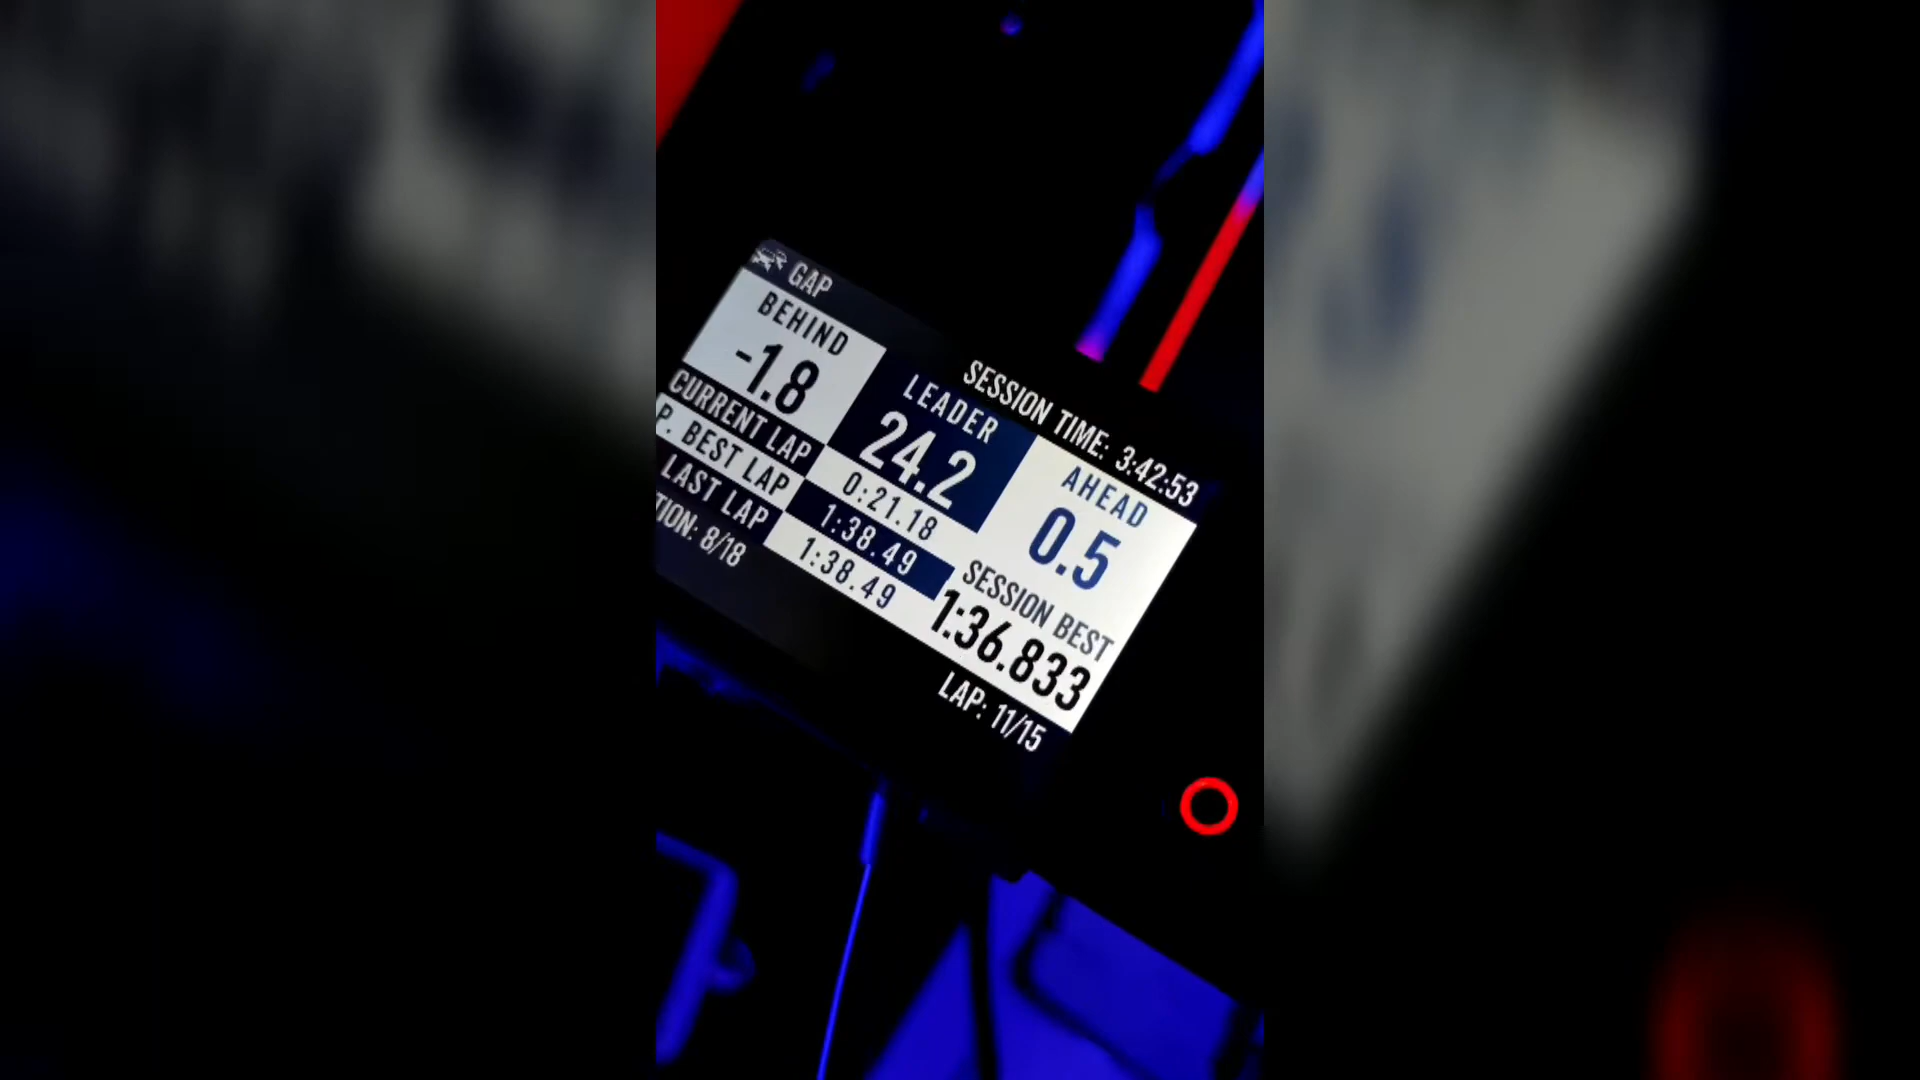 GAP
SESSION TIME: 3:42:53
BEHIND
-1.8
LEADER
24.2
AHEAD
0.5
CURRENT LAP 0:21.18
P. BEST LAP 1:38.49
LAST LAP 1:38.49
SESSION BEST
1:36.833
TION: 8/18
LAP: 11/15